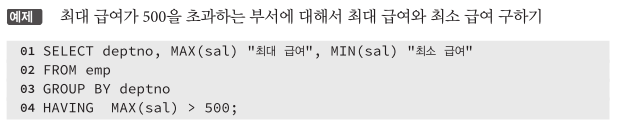 예제 최대 급여가 500을 초과하는 부서에 대해서 최대 급여와 최소 급여 구하기
01 SELECT deptno, MAX(sal) "최대 급여", MIN(sal) "최소 급여"
02 FROM emp
03 GROUP BY deptno
04 HAVING  MAX(sal) > 500;